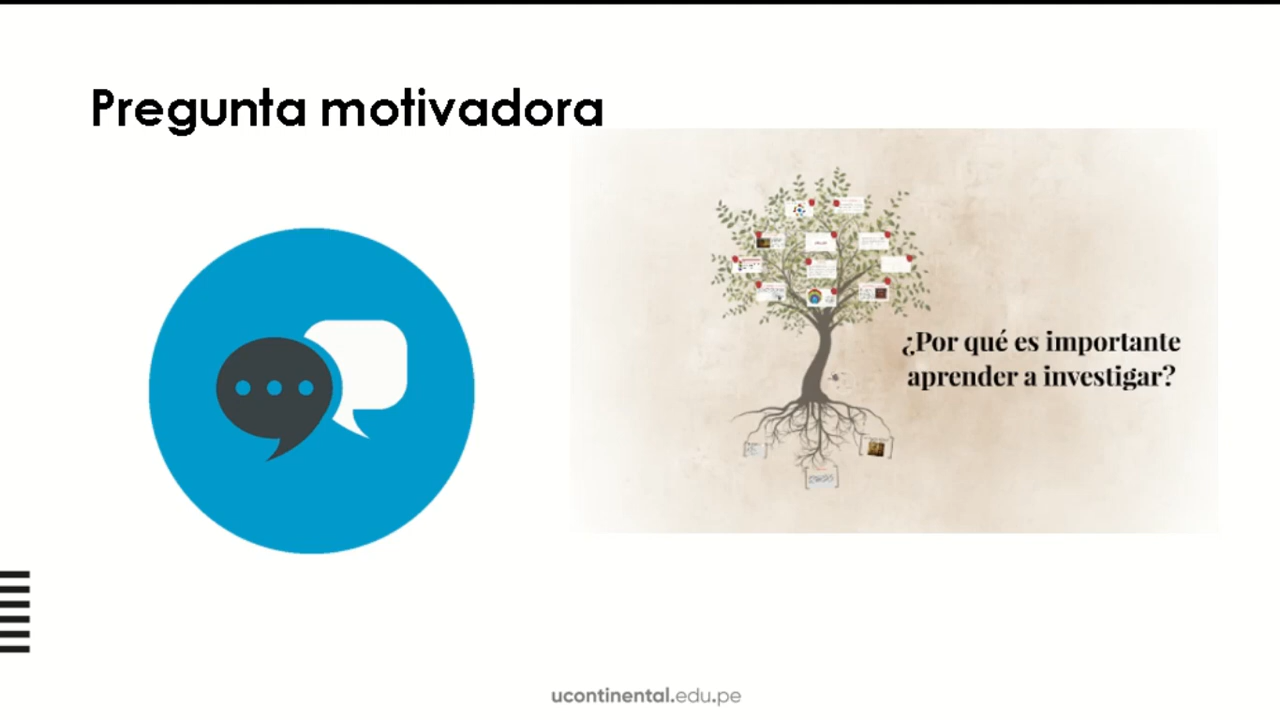 Pregunta motivadora
¿Por qué es importante
aprender a investigar?
ucontinental.edu.pe